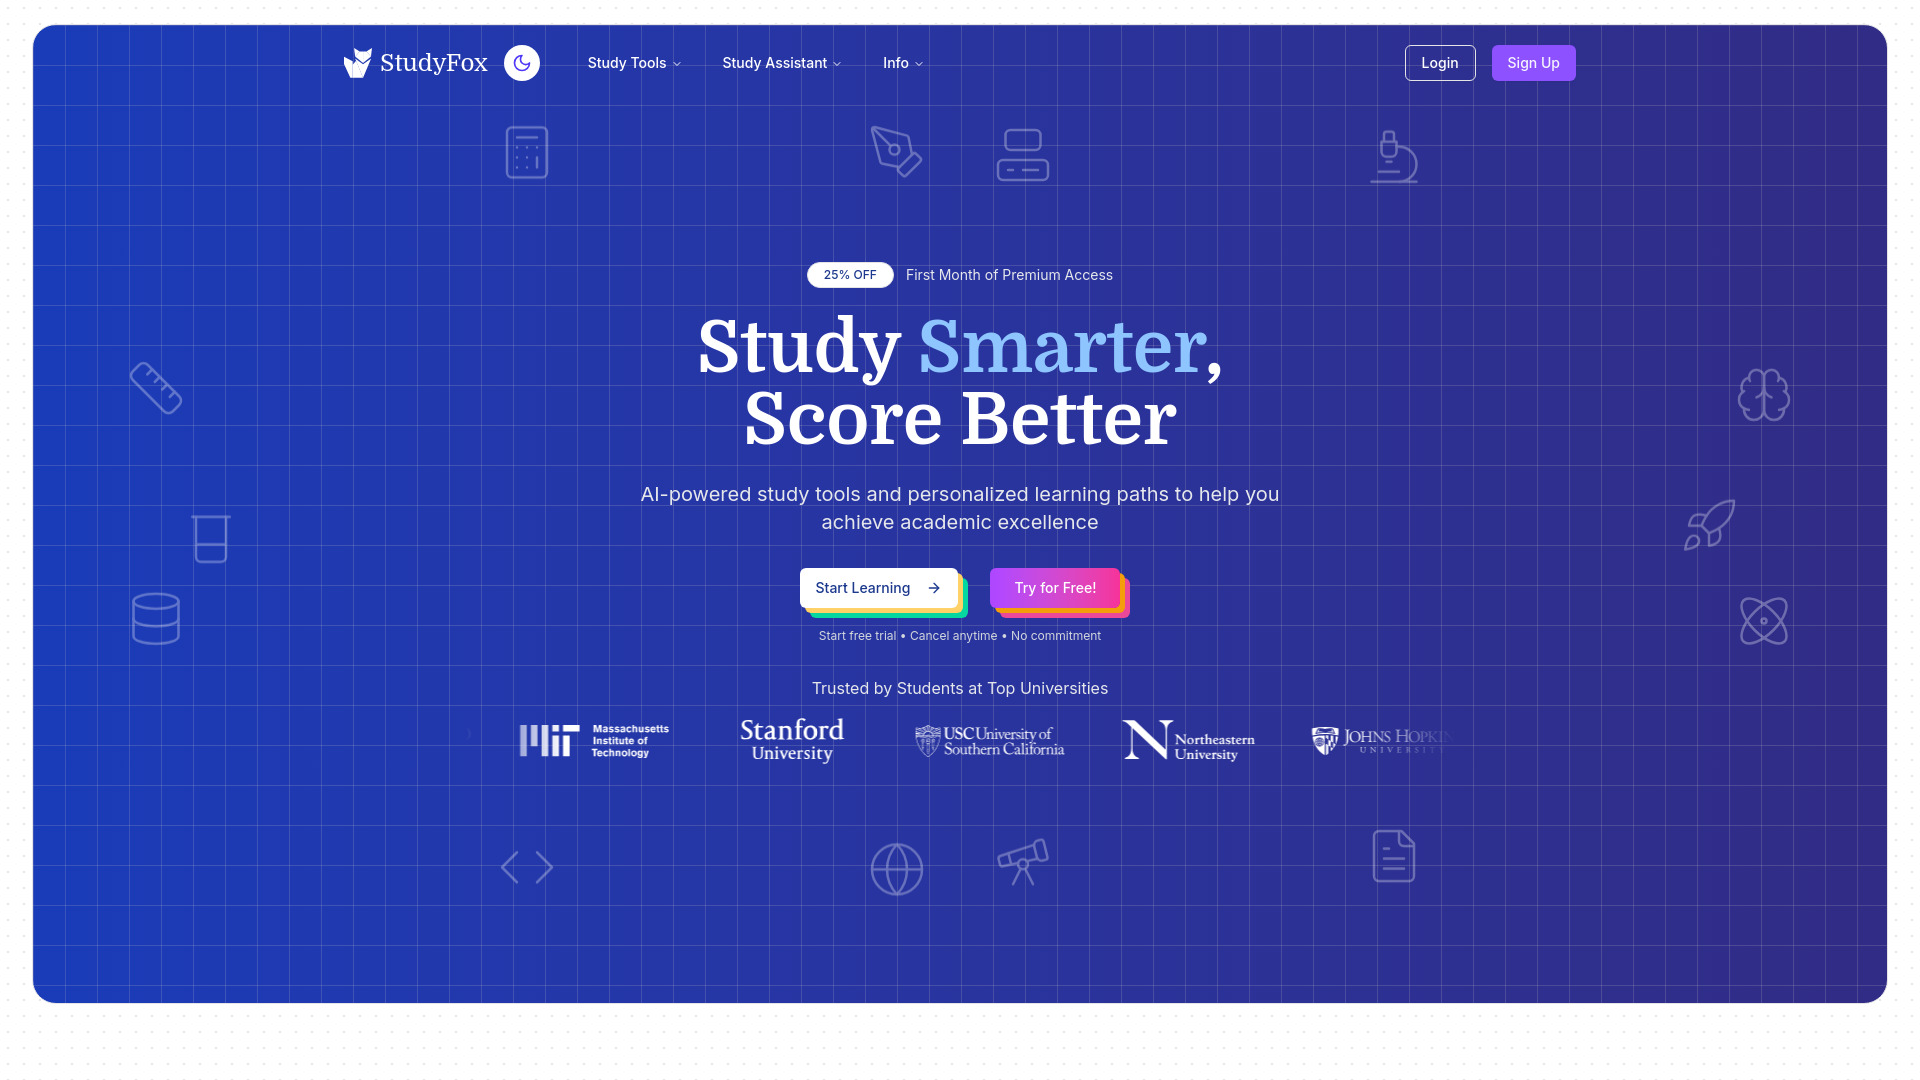 StudyFox
Study Tools
Study Assistant
Info
Login
Sign Up
25% OFF
First Month of Premium Access
Study Smarter,
Score Better
AI-powered study tools and personalized learning paths to help you
achieve academic excellence
Start Learning
Try for Free!
Start free trial • Cancel anytime • No commitment
Trusted by Students at Top Universities
Massachusetts
Institute of
Technology
Stanford
University
USC University of
Southern California
Northeastern
University
JOHNS HOPKIN
UNIVERSIT